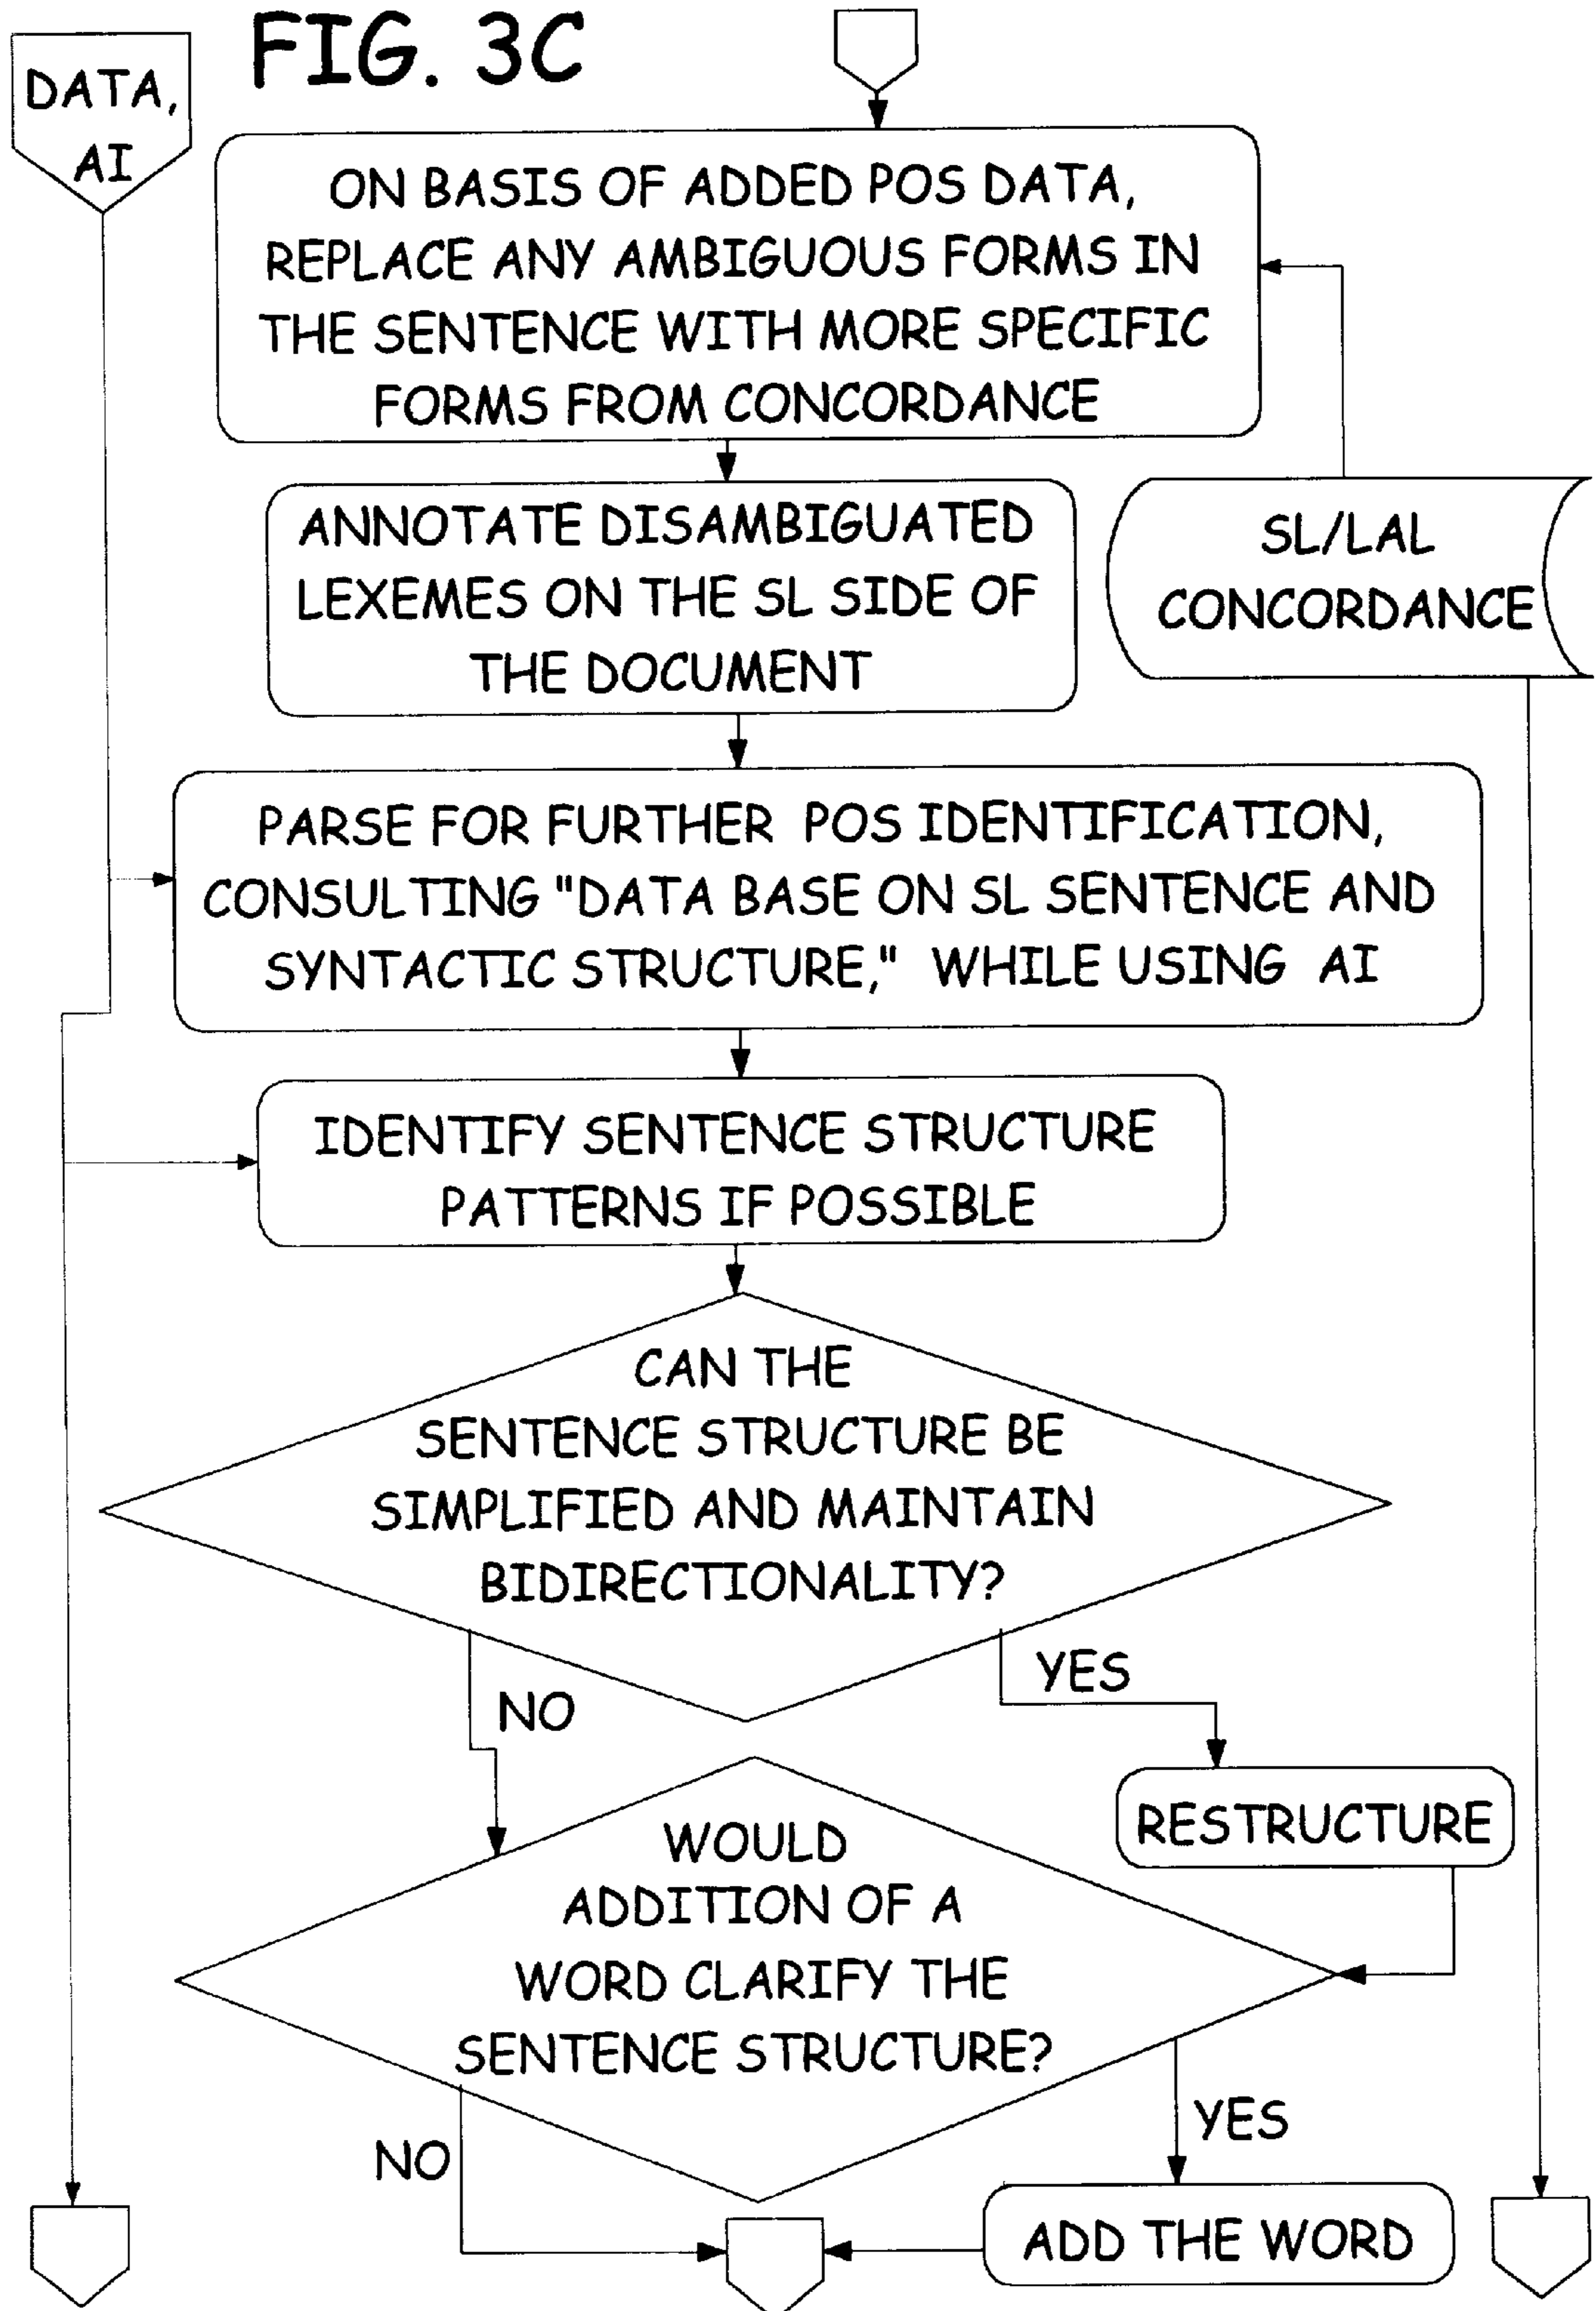 FIG. 3C
DATA,
AI
ON BASIS OF ADDED POS DATA,
REPLACE ANY AMBIGUOUS FORMS IN
THE SENTENCE WITH MORE SPECIFIC
FORMS FROM CONCORDANCE
ANNOTATE DISAMBIGUATED
LEXEMES ON THE SL SIDE OF
THE DOCUMENT
SL/LAL
CONCORDANCE
PARSE FOR FURTHER POS IDENTIFICATION,
CONSULTING "DATA BASE ON SL SENTENCE AND
SYNTACTIC STRUCTURE," WHILE USING AI
IDENTIFY SENTENCE STRUCTURE
PATTERNS IF POSSIBLE
CAN THE
SENTENCE STRUCTURE BE
SIMPLIFIED AND MAINTAIN
BIDIRECTIONALITY?
NO
YES
RESTRUCTURE
WOULD
ADDITION OF A
WORD CLARIFY THE
SENTENCE STRUCTURE?
NO
YES
ADD THE WORD